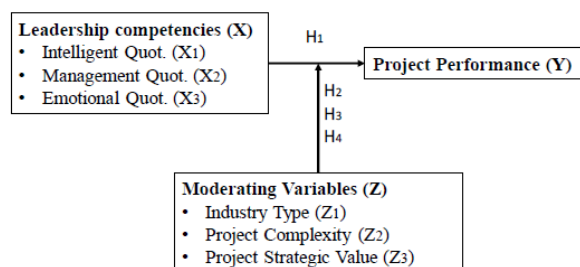 Leadership competencies (X)
• Intelligent Quot. (X1)
• Management Quot. (X2)
• Emotional Quot. (X3)
H1
Project Performance (Y)
H2
H3
H4
Moderating Variables (Z)
• Industry Type (Z1)
• Project Complexity (Z2)
• Project Strategic Value (Z3)